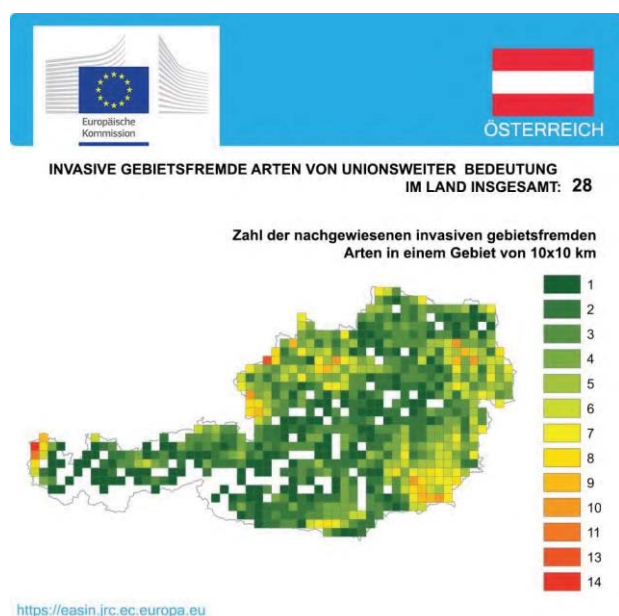 Europäische
Kommission
ÖSTERREICH
INVASIVE GEBIETSFREMDE ARTEN VON UNIONSWEITER BEDEUTUNG
IM LAND INSGESAMT: 28
Zahl der nachgewiesenen invasiven gebietsfremden
Arten in einem Gebiet von 10x10 km
1
2
3
4
5
6
7
8
9
10
11
13
14
https://easin.jrc.ec.europa.eu